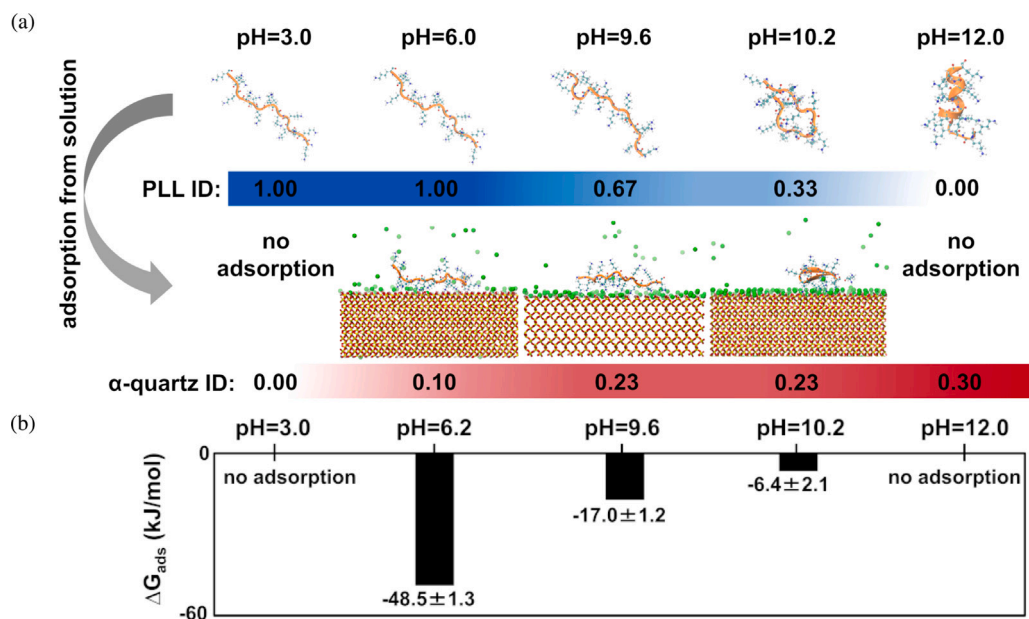 (a)
pH=3.0 pH=6.0 pH=9.6 pH=10.2 pH=12.0
adsorption from solution
PLL ID: 1.00 1.00 0.67 0.33 0.00
no adsorption
no adsorption
α-quartz ID: 0.00 0.10 0.23 0.23 0.30
(b)
pH=3.0 pH=6.2 pH=9.6 pH=10.2 pH=12.0
0
no adsorption
-48.5±1.3
-17.0±1.2
-6.4±2.1
no adsorption
-60
ΔGads (kJ/mol)